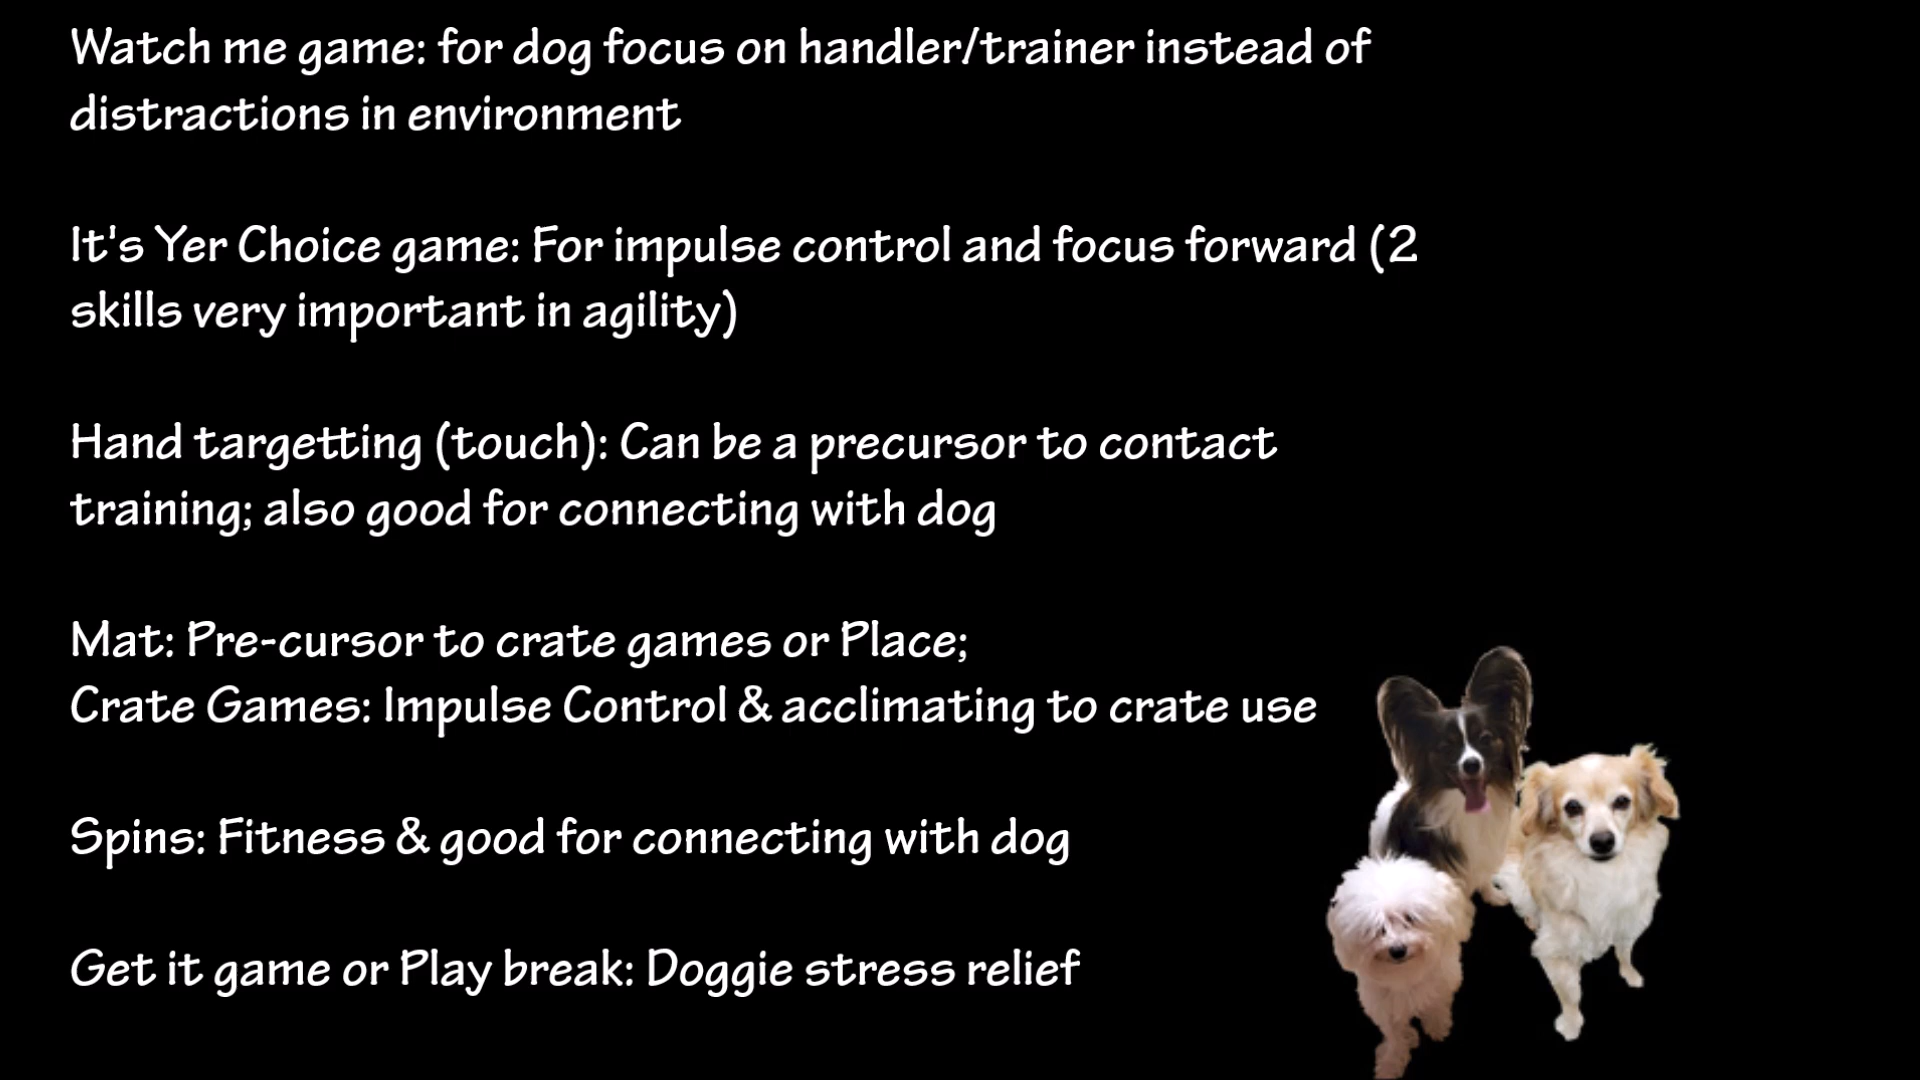 Watch me game: for dog focus on handler/trainer instead of
distractions in environment
It's Yer Choice game: For impulse control and focus forward (2
skills very important in agility)
Hand targetting (touch): Can be a precursor to contact
training; also good for connecting with dog
Mat: Pre-cursor to crate games or Place;
Crate Games: Impulse Control & acclimating to crate use
Spins: Fitness & good for connecting with dog
Get it game or Play break: Doggie stress relief